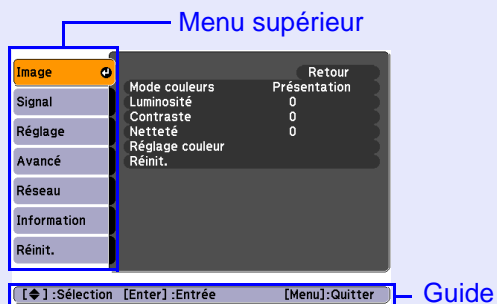 Menu supérieur
Image
Signal
Réglage
Avancé
Réseau
Information
Réinit.
Retour
Mode couleurs Présentation
Luminosité 0
Contraste 0
Netteté 0
Réglage couleur
Réinit.
[◆] :Sélection [Enter] :Entrée [Menu]:Quitter
Guide